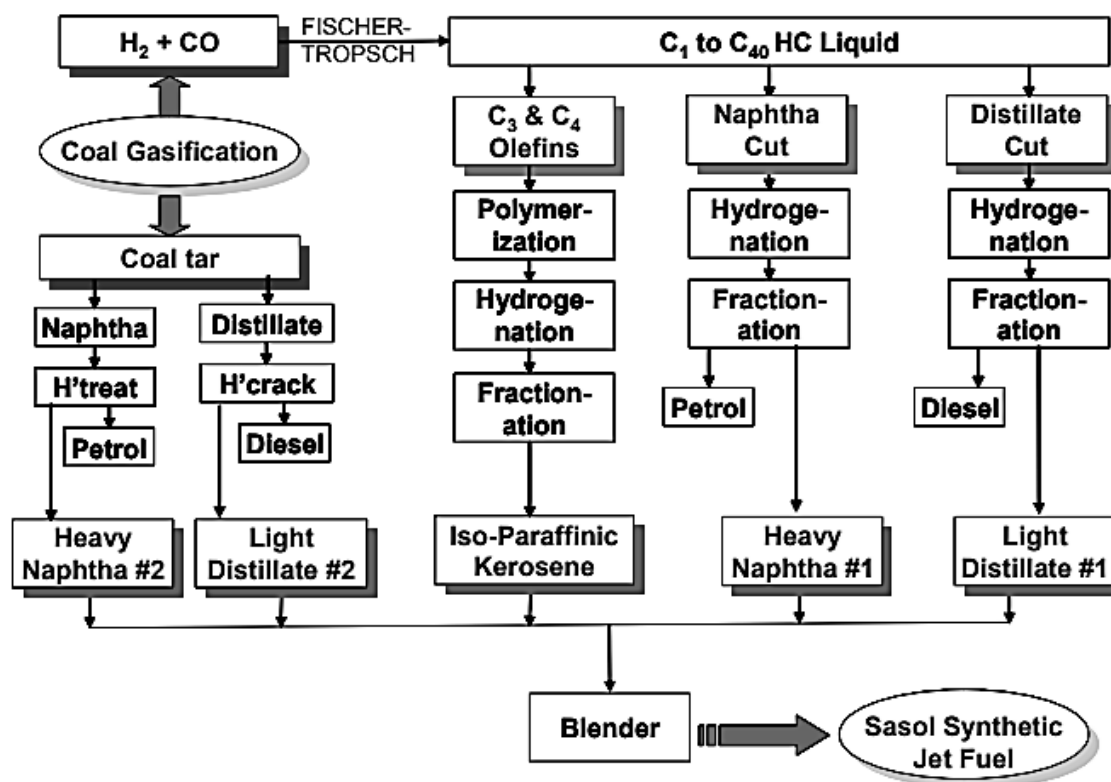 H₂ + CO
FISCHER-
TROPSCH
C₁ to C₄₀ HC Liquid
Coal Gasification
C₃ & C₄
Olefins
Naphtha
Cut
Distillate
Cut
Polymer-
ization
Hydroge-
nation
Hydroge-
nation
Coal tar
Hydroge-
nation
Fraction-
ation
Fraction-
ation
Naphtha
Distillate
H'treat
H'crack
Fraction-
ation
Petrol
Diesel
Petrol
Diesel
Heavy
Naphtha #2
Light
Distillate #2
Iso-Paraffinic
Kerosene
Heavy
Naphtha #1
Light
Distillate #1
Blender
Sasol Synthetic
Jet Fuel